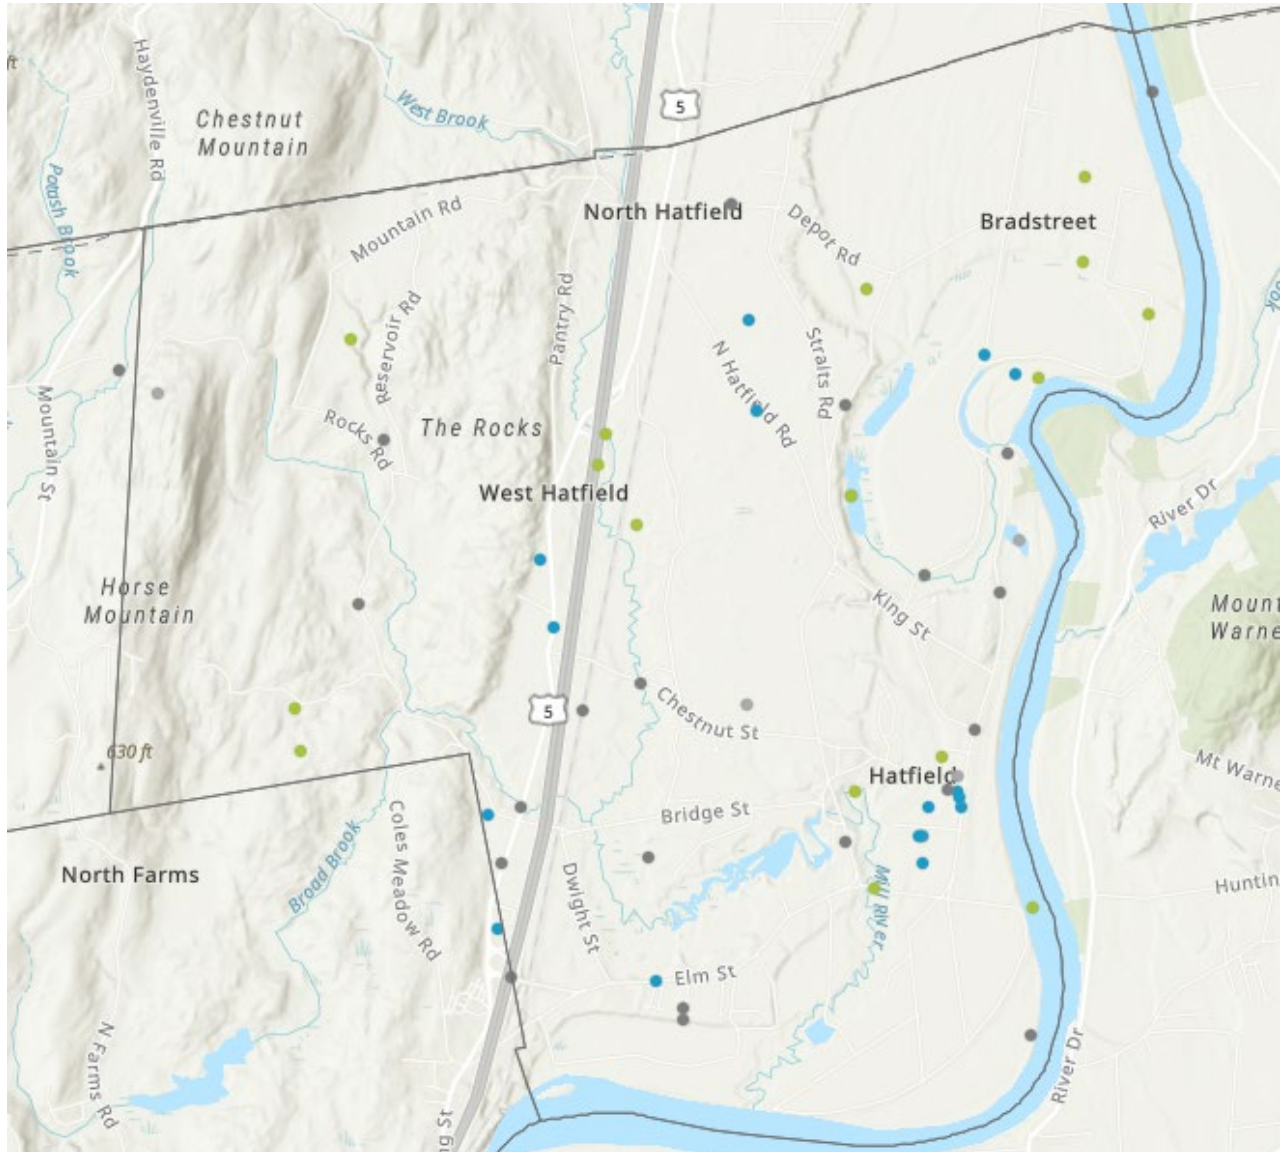 ft
Haydenville Rd
Chestnut
Mountain
West Brook
5
Potash Brook
Mountain Rd
North Hatfield
Depot Rd
Bradstreet
Reservoir Rd
Pantry Rd
N Hatfield Rd
Straits Rd
Mountain St
Rocks Rd
The Rocks
West Hatfield
River Dr
Horse
Mountain
King St
Mount
Warne
5
Chestnut St
630 ft
Mt Warne
Hatfield
Bridge St
Coles Meadow Rd
North Farms
Broad Brook
Dwight St
Mill River
Huntin
Elm St
N Farms Rd
River Dr
g St